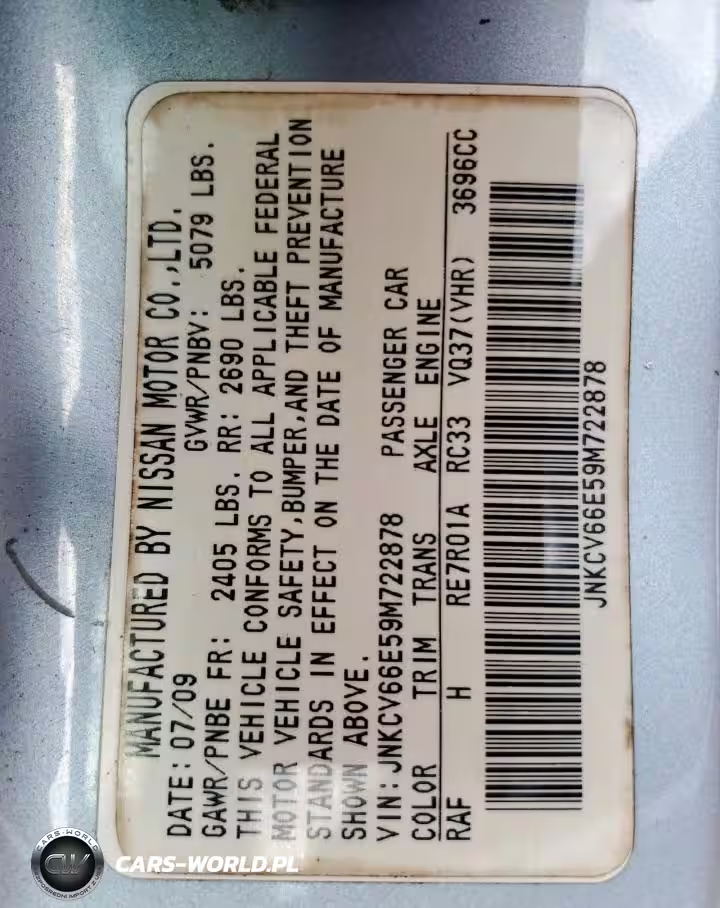 MANUFACTURED BY NISSAN MOTOR CO.,LTD.
DATE: 07/09 GVWR/PNBV: 5079 LBS.
GAWR/PNBE FR: 2405 LBS. RR: 2690 LBS.
THIS VEHICLE CONFORMS TO ALL APPLICABLE FEDERAL
MOTOR VEHICLE SAFETY,BUMPER,AND THEFT PREVENTION
STANDARDS IN EFFECT ON THE DATE OF MANUFACTURE
SHOWN ABOVE.
VIN: JNKCV66E59M722878 PASSENGER CAR
COLOR TRIM TRANS AXLE ENGINE
RAF H RE7R01A RC33 VQ37(VHR) 3696CC
JNKCV66E59M722878
CARS-WORLD
CW
CARS-WORLD.PL